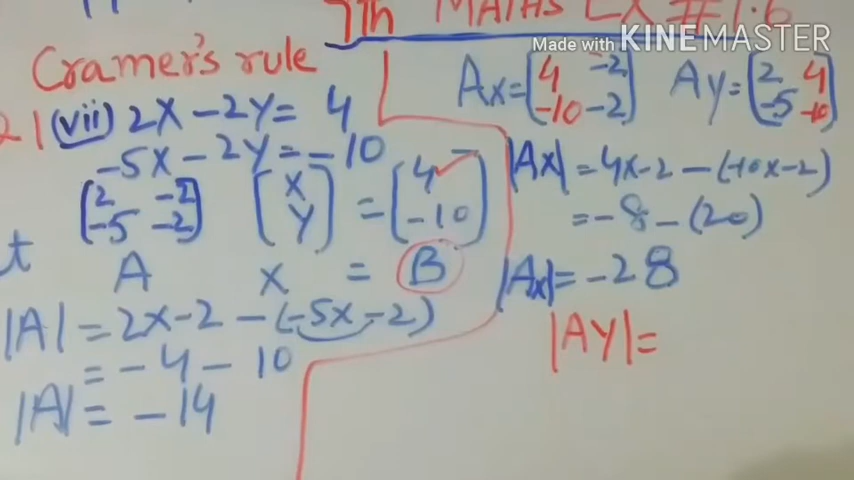 7th MATHS EX #1.6
Made with KINEMASTER
Cramer's rule
Q1 (vii) 2X - 2Y = 4
-5X - 2Y = -10
[2 -2] [X] = [4]
[-5 -2] [Y] [-10]
A X = B
|A| = 2x-2 - (-5x-2)
= -4 - 10
|A| = -14
Ax = [4 -2] Ay = [2 4]
[-10 -2] [-5 -10]
|Ax| = 4x-2 - (-10x-2)
= -8 - (20)
|Ax| = -28
|AY| =